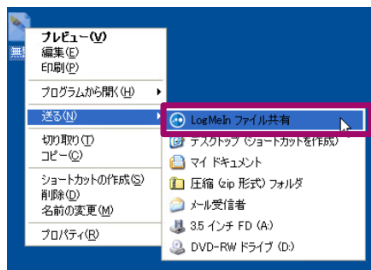 無
プレビュー(V)
編集(E)
印刷(P)
プログラムから開く(H)
送る(N)
切り取り(T)
コピー(C)
ショートカットの作成(S)
削除(D)
名前の変更(M)
プロパティ(R)
LogMeIn ファイル共有
デスクトップ (ショートカットを作成)
マイ ドキュメント
圧縮 (zip 形式) フォルダ
メール受信者
3.5 インチ FD (A:)
DVD-RW ドライブ (D:)